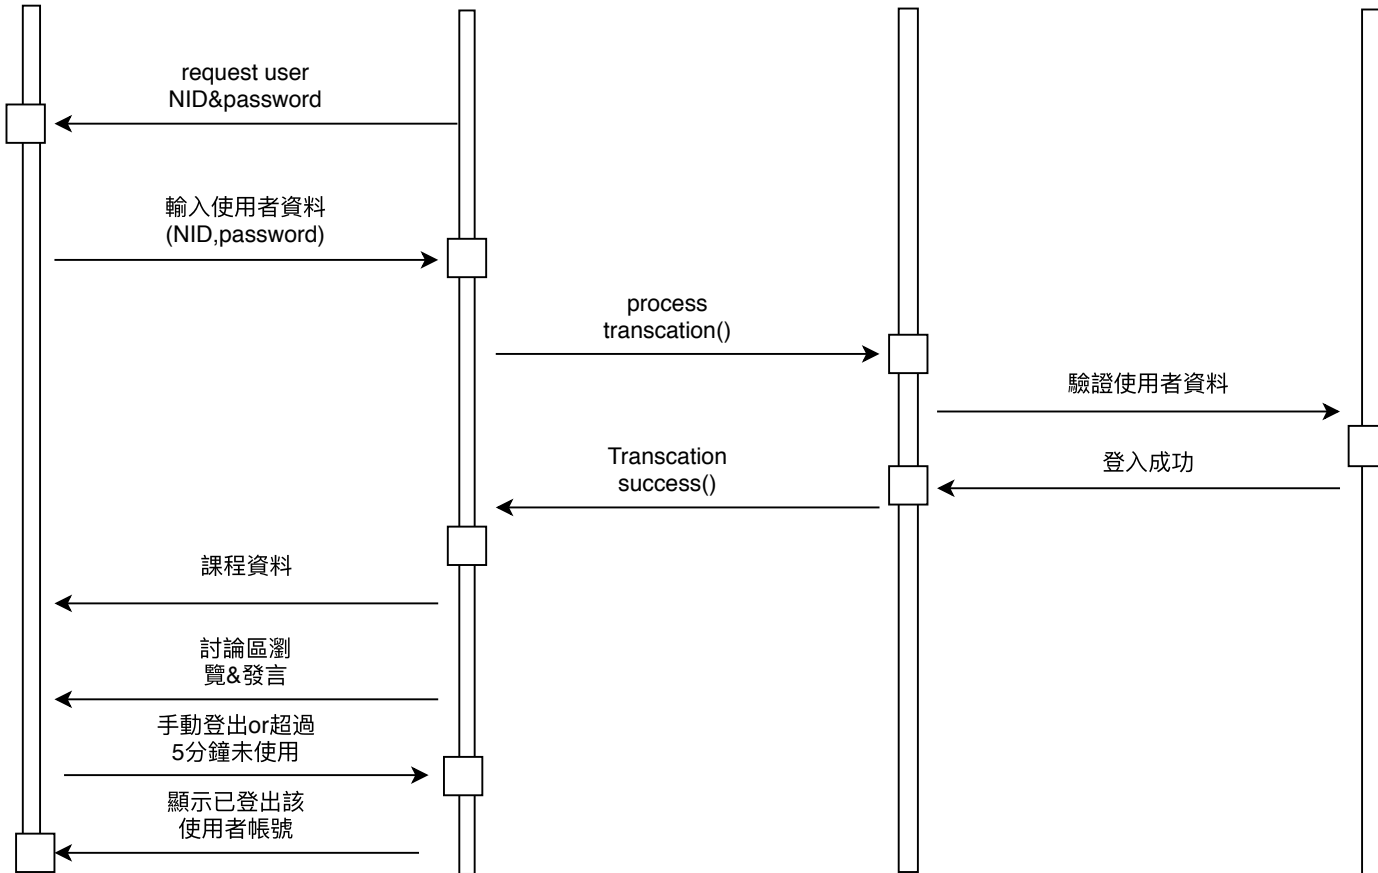 request user
NID&password
輸入使用者資料
(NID,password)
process
transcation()
驗證使用者資料
Transcation
success()
登入成功
課程資料
討論區瀏
覽&發言
手動登出or超過
5分鐘未使用
顯示已登出該
使用者帳號